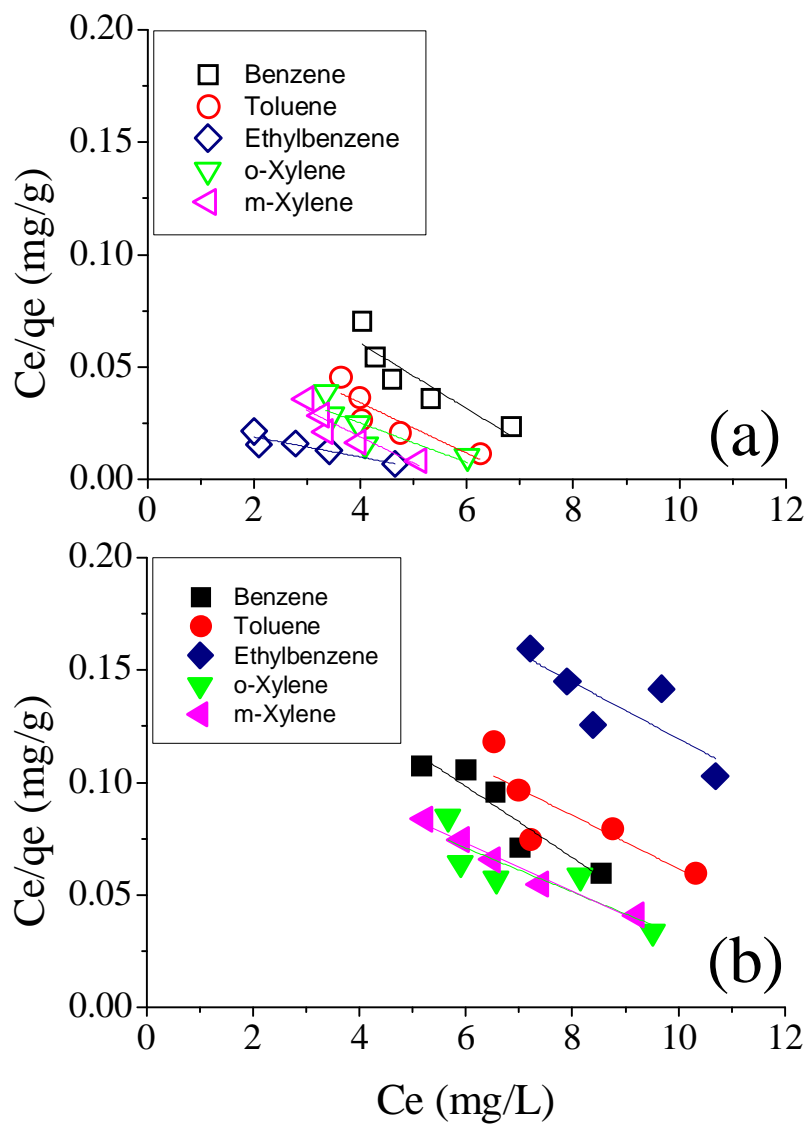 0.20
0.15
0.10
0.05
0.00
Ce/qe (mg/g)
Benzene
Toluene
Ethylbenzene
o-Xylene
m-Xylene
(a)
0 2 4 6 8 10 12
0.20
0.15
0.10
0.05
0.00
Ce/qe (mg/g)
Benzene
Toluene
Ethylbenzene
o-Xylene
m-Xylene
(b)
0 2 4 6 8 10 12
Ce (mg/L)